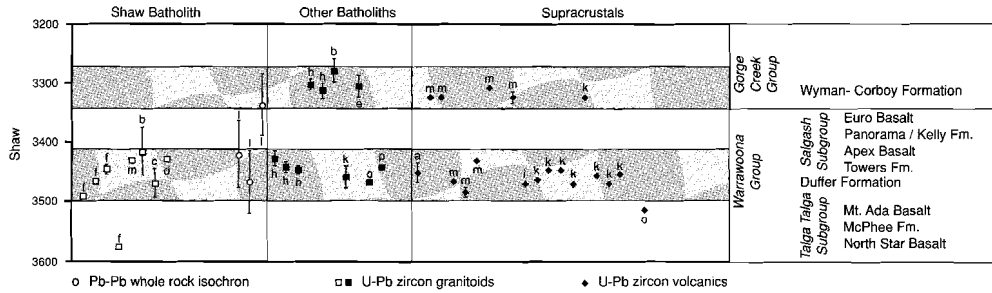 Shaw Batholith Other Batholiths Supracrustals
3200
3300
3400
3500
3600
Shaw
b
h h
e
m m m m k
b
f f i m c d
f
l l l
h h b k g p
a m m m i k k k k k k k
o
Gorge Creek Group
Wyman- Corboy Formation
Warrawoona Group
Salgash Subgroup
Euro Basalt
Panorama / Kelly Fm.
Apex Basalt
Towers Fm.
Duffer Formation
Talga Talga Subgroup
Mt. Ada Basalt
McPhee Fm.
North Star Basalt
Pb-Pb whole rock isochron U-Pb zircon granitoids U-Pb zircon volcanics